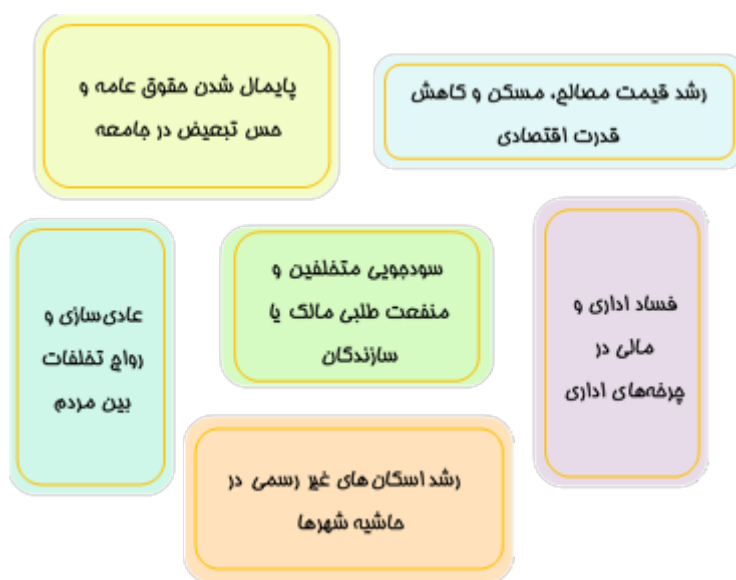 رشد قیمت مصالح، مسکن و کاهش
قدرت اقتصادی
پایمال شدن حقوق عامه و
حس تبعیض در جامعه
فساد اداری و
مالی در
چرخه‌های اداری
سودجویی متخلفین و
منفعت طلبی مالک یا
سازندگان
عادی‌سازی و
رواج تخلفات
بین مردم
رشد اسکان‌های غیر رسمی در
حاشیه شهرها